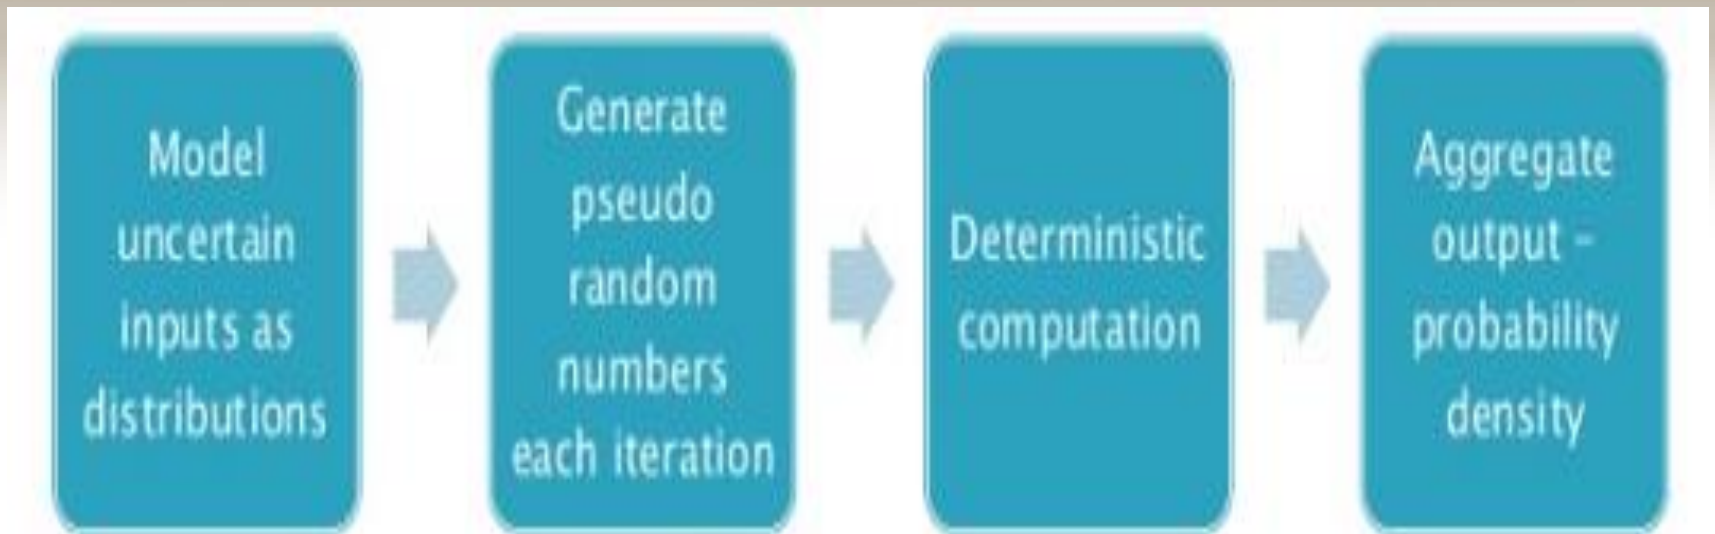 Model
uncertain
inputs as
distributions
Generate
pseudo
random
numbers
each iteration
Deterministic
computation
Aggregate
output –
probability
density